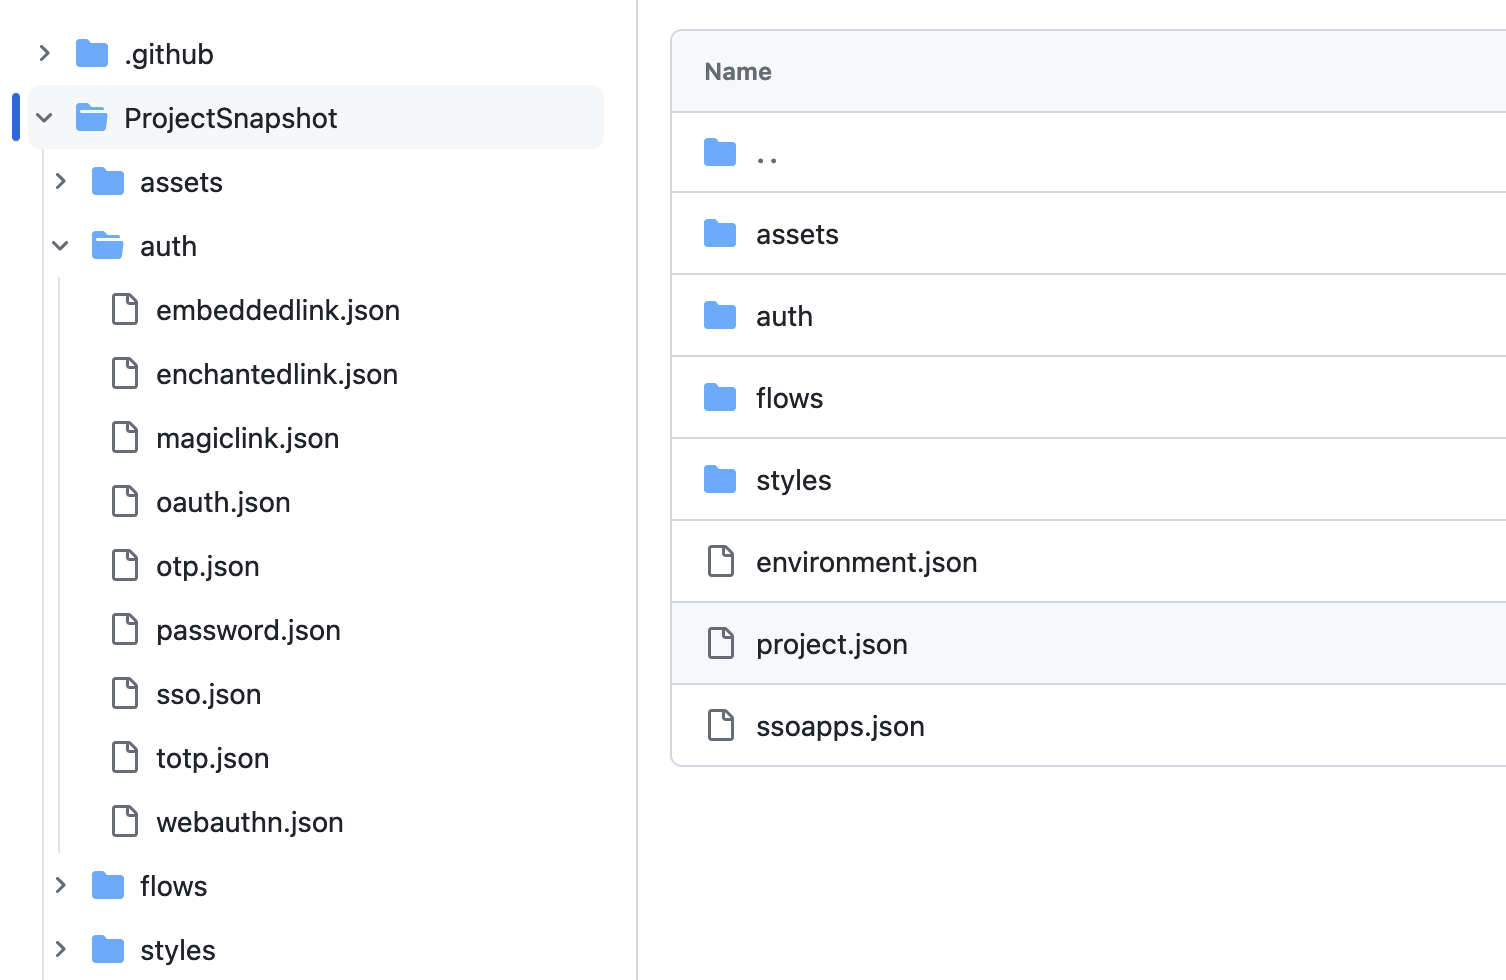 .github
ProjectSnapshot
assets
auth
embeddedlink.json
enchantedlink.json
magiclink.json
oauth.json
otp.json
password.json
sso.json
totp.json
webauthn.json
flows
styles
Name
..
assets
auth
flows
styles
environment.json
project.json
ssoapps.json